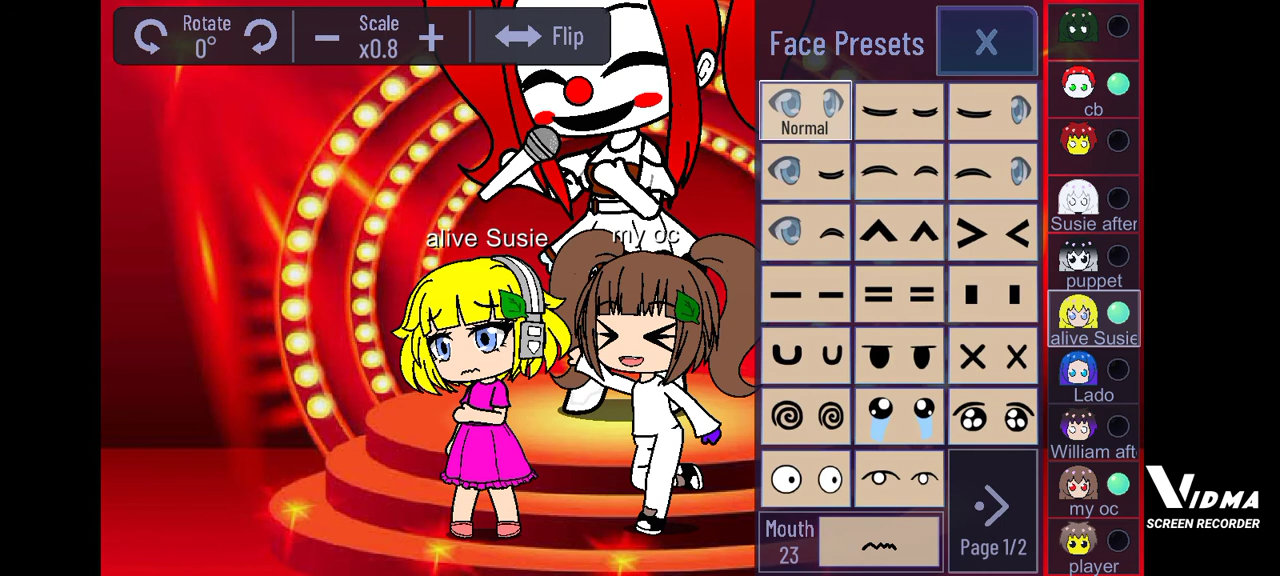 Rotate
0°
Scale
x0.8
Flip
Face Presets
X
Normal
alive Susie
my oc
Mouth
23
Page 1/2
cb
Susie after
puppet
alive Susie
Lado
William aft
my oc
player
VIDMA
SCREEN RECORDER